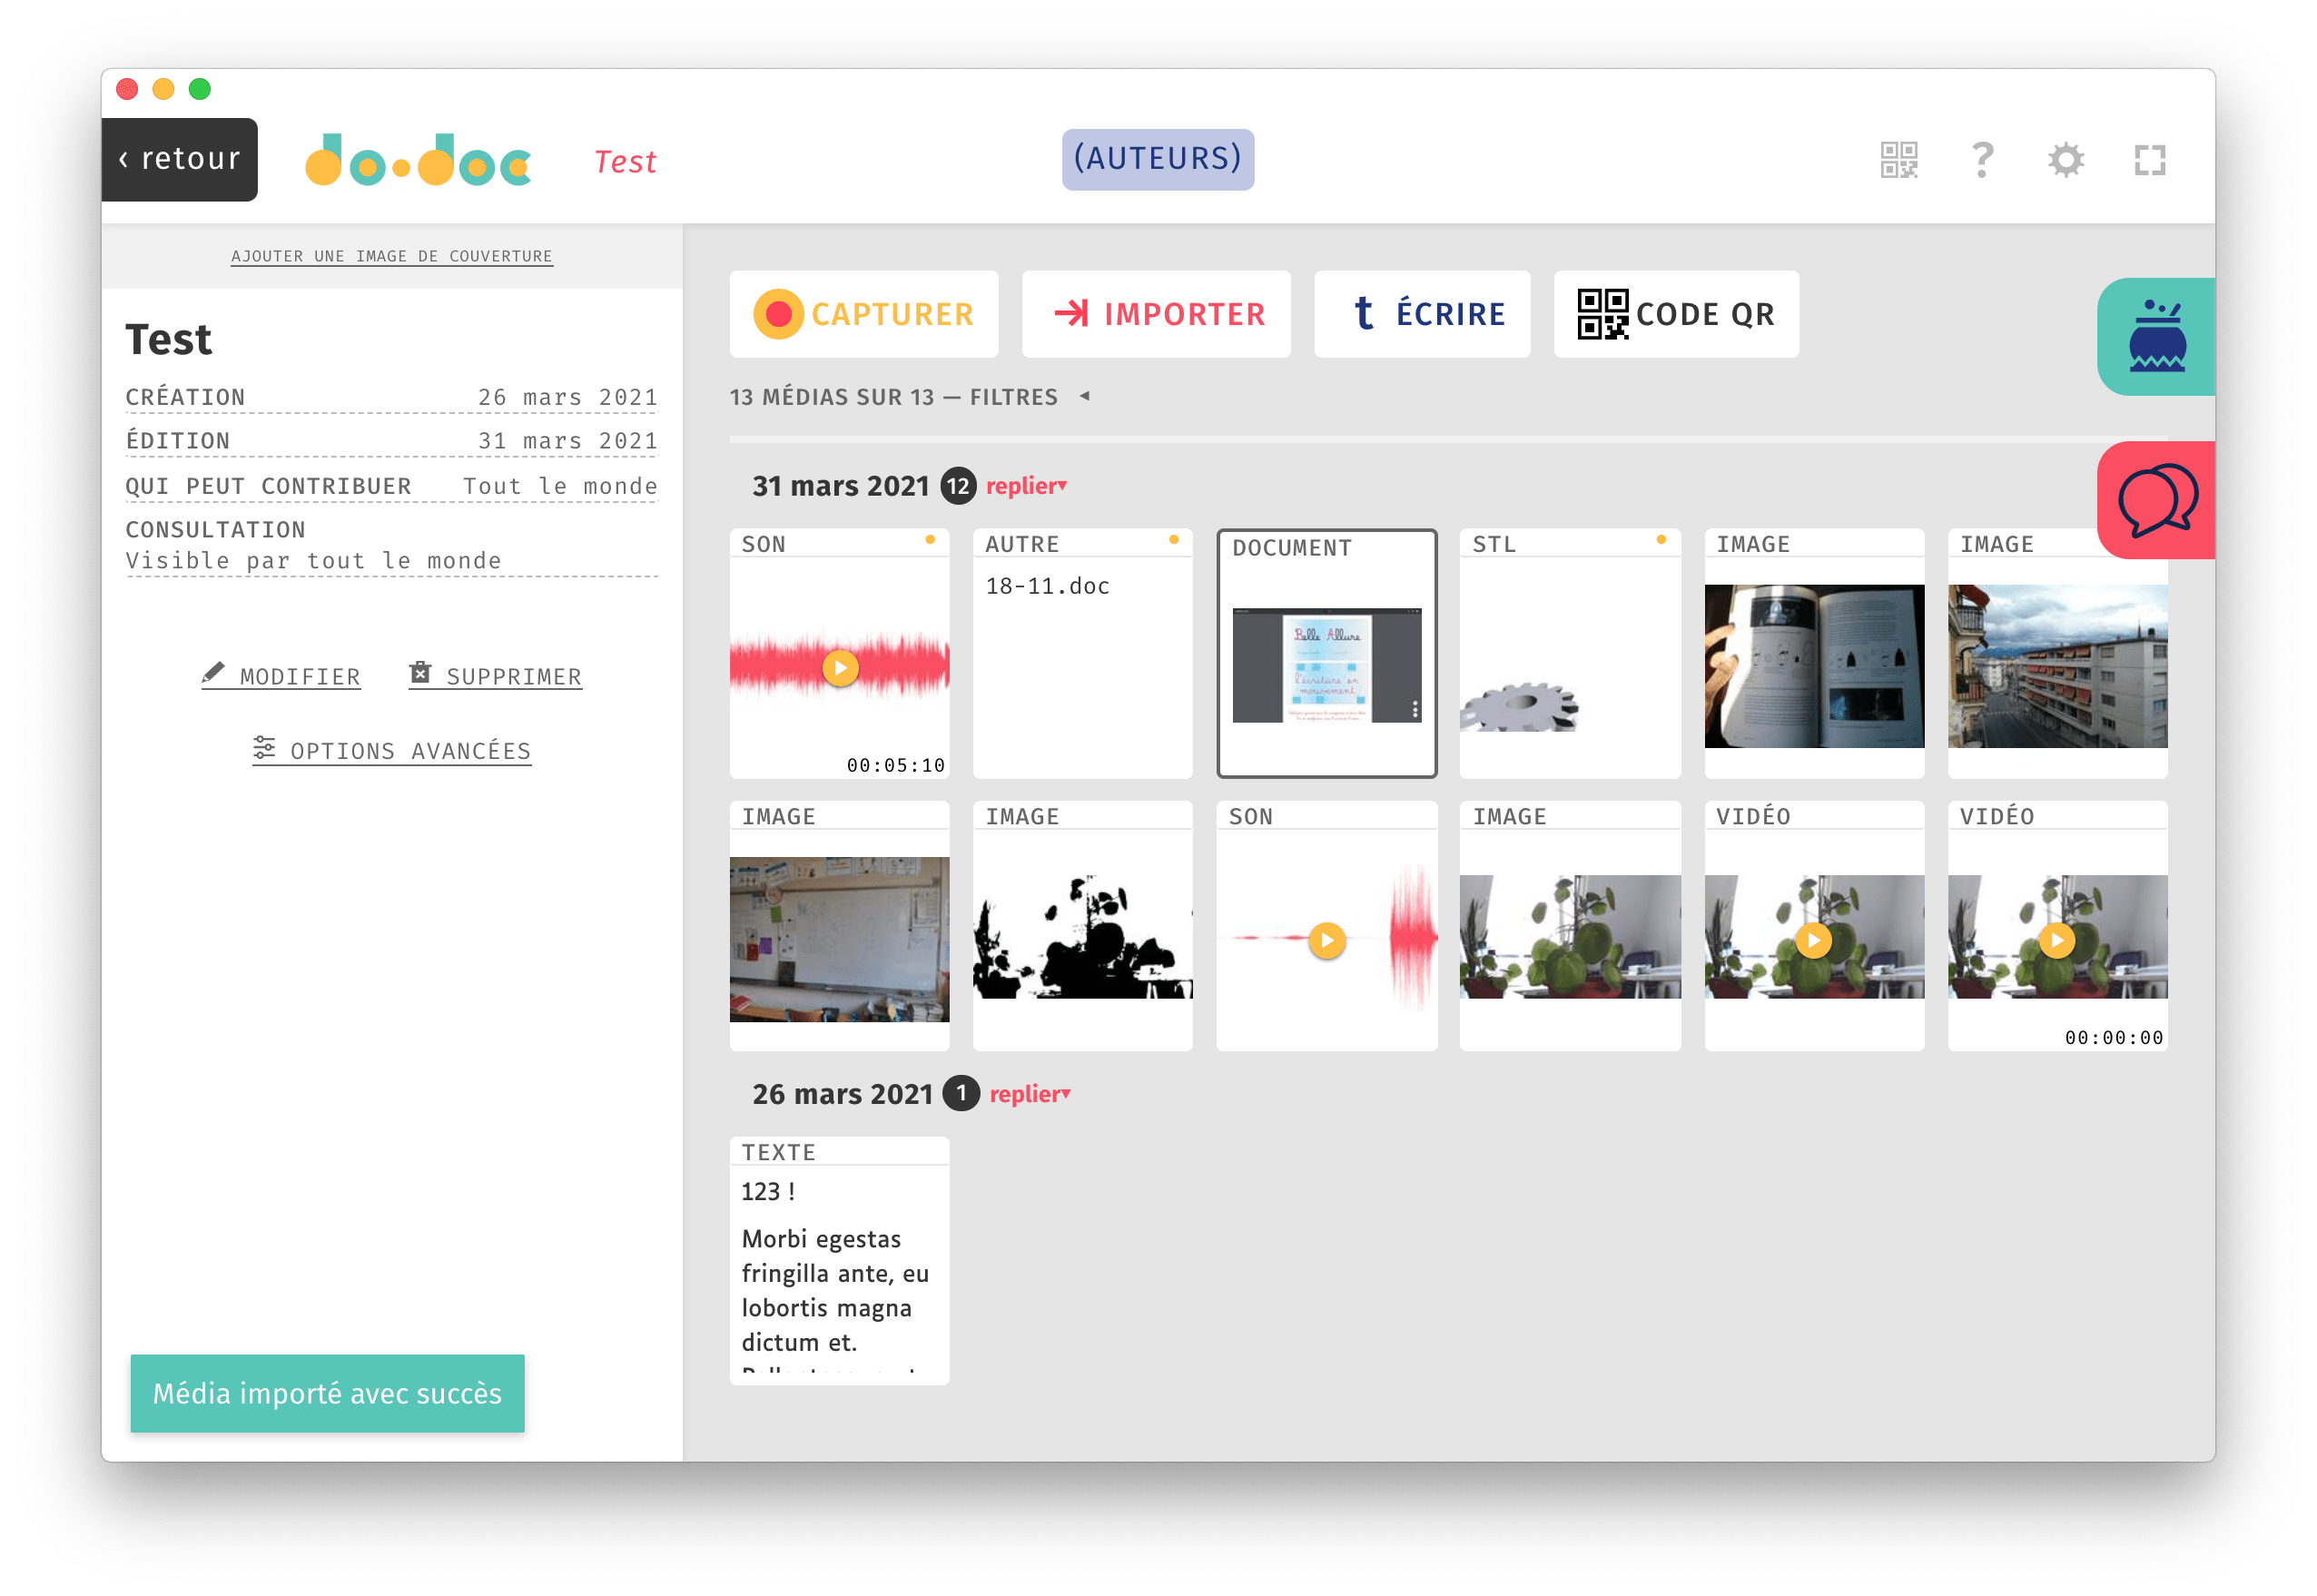 ‹ retour
do•doc
Test
(AUTEURS)
?
AJOUTER UNE IMAGE DE COUVERTURE
Test
CRÉATION 26 mars 2021
ÉDITION 31 mars 2021
QUI PEUT CONTRIBUER Tout le monde
CONSULTATION
Visible par tout le monde
MODIFIER SUPPRIMER
OPTIONS AVANCÉES
Média importé avec succès
CAPTURER IMPORTER t ÉCRIRE CODE QR
13 MÉDIAS SUR 13 — FILTRES ◂
31 mars 2021 12 replier▾
SON AUTRE DOCUMENT STL IMAGE IMAGE
18-11.doc
Belle Allure
l'écriture en
mouvement
00:05:10
IMAGE IMAGE SON IMAGE VIDÉO VIDÉO
00:00:00
26 mars 2021 1 replier▾
TEXTE
123 !
Morbi egestas
fringilla ante, eu
lobortis magna
dictum et.